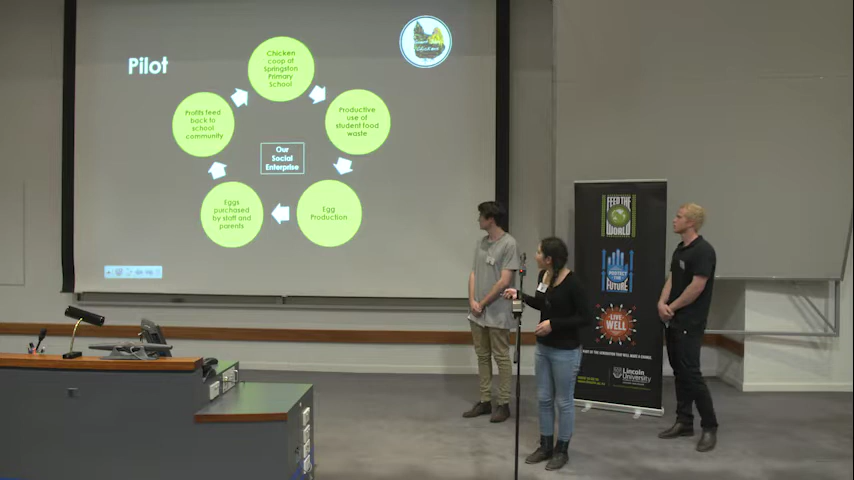 Pilot
Chicken
coop of
Springston
Primary
School
Productive
use of
student food
waste
Egg
Production
Eggs
purchased
by staff and
parents
Profits feed
back to
school
community
Our
Social
Enterprise
FEED THE
WORLD
PROTECT
THE
FUTURE
LIVE
WELL
Lincoln
University